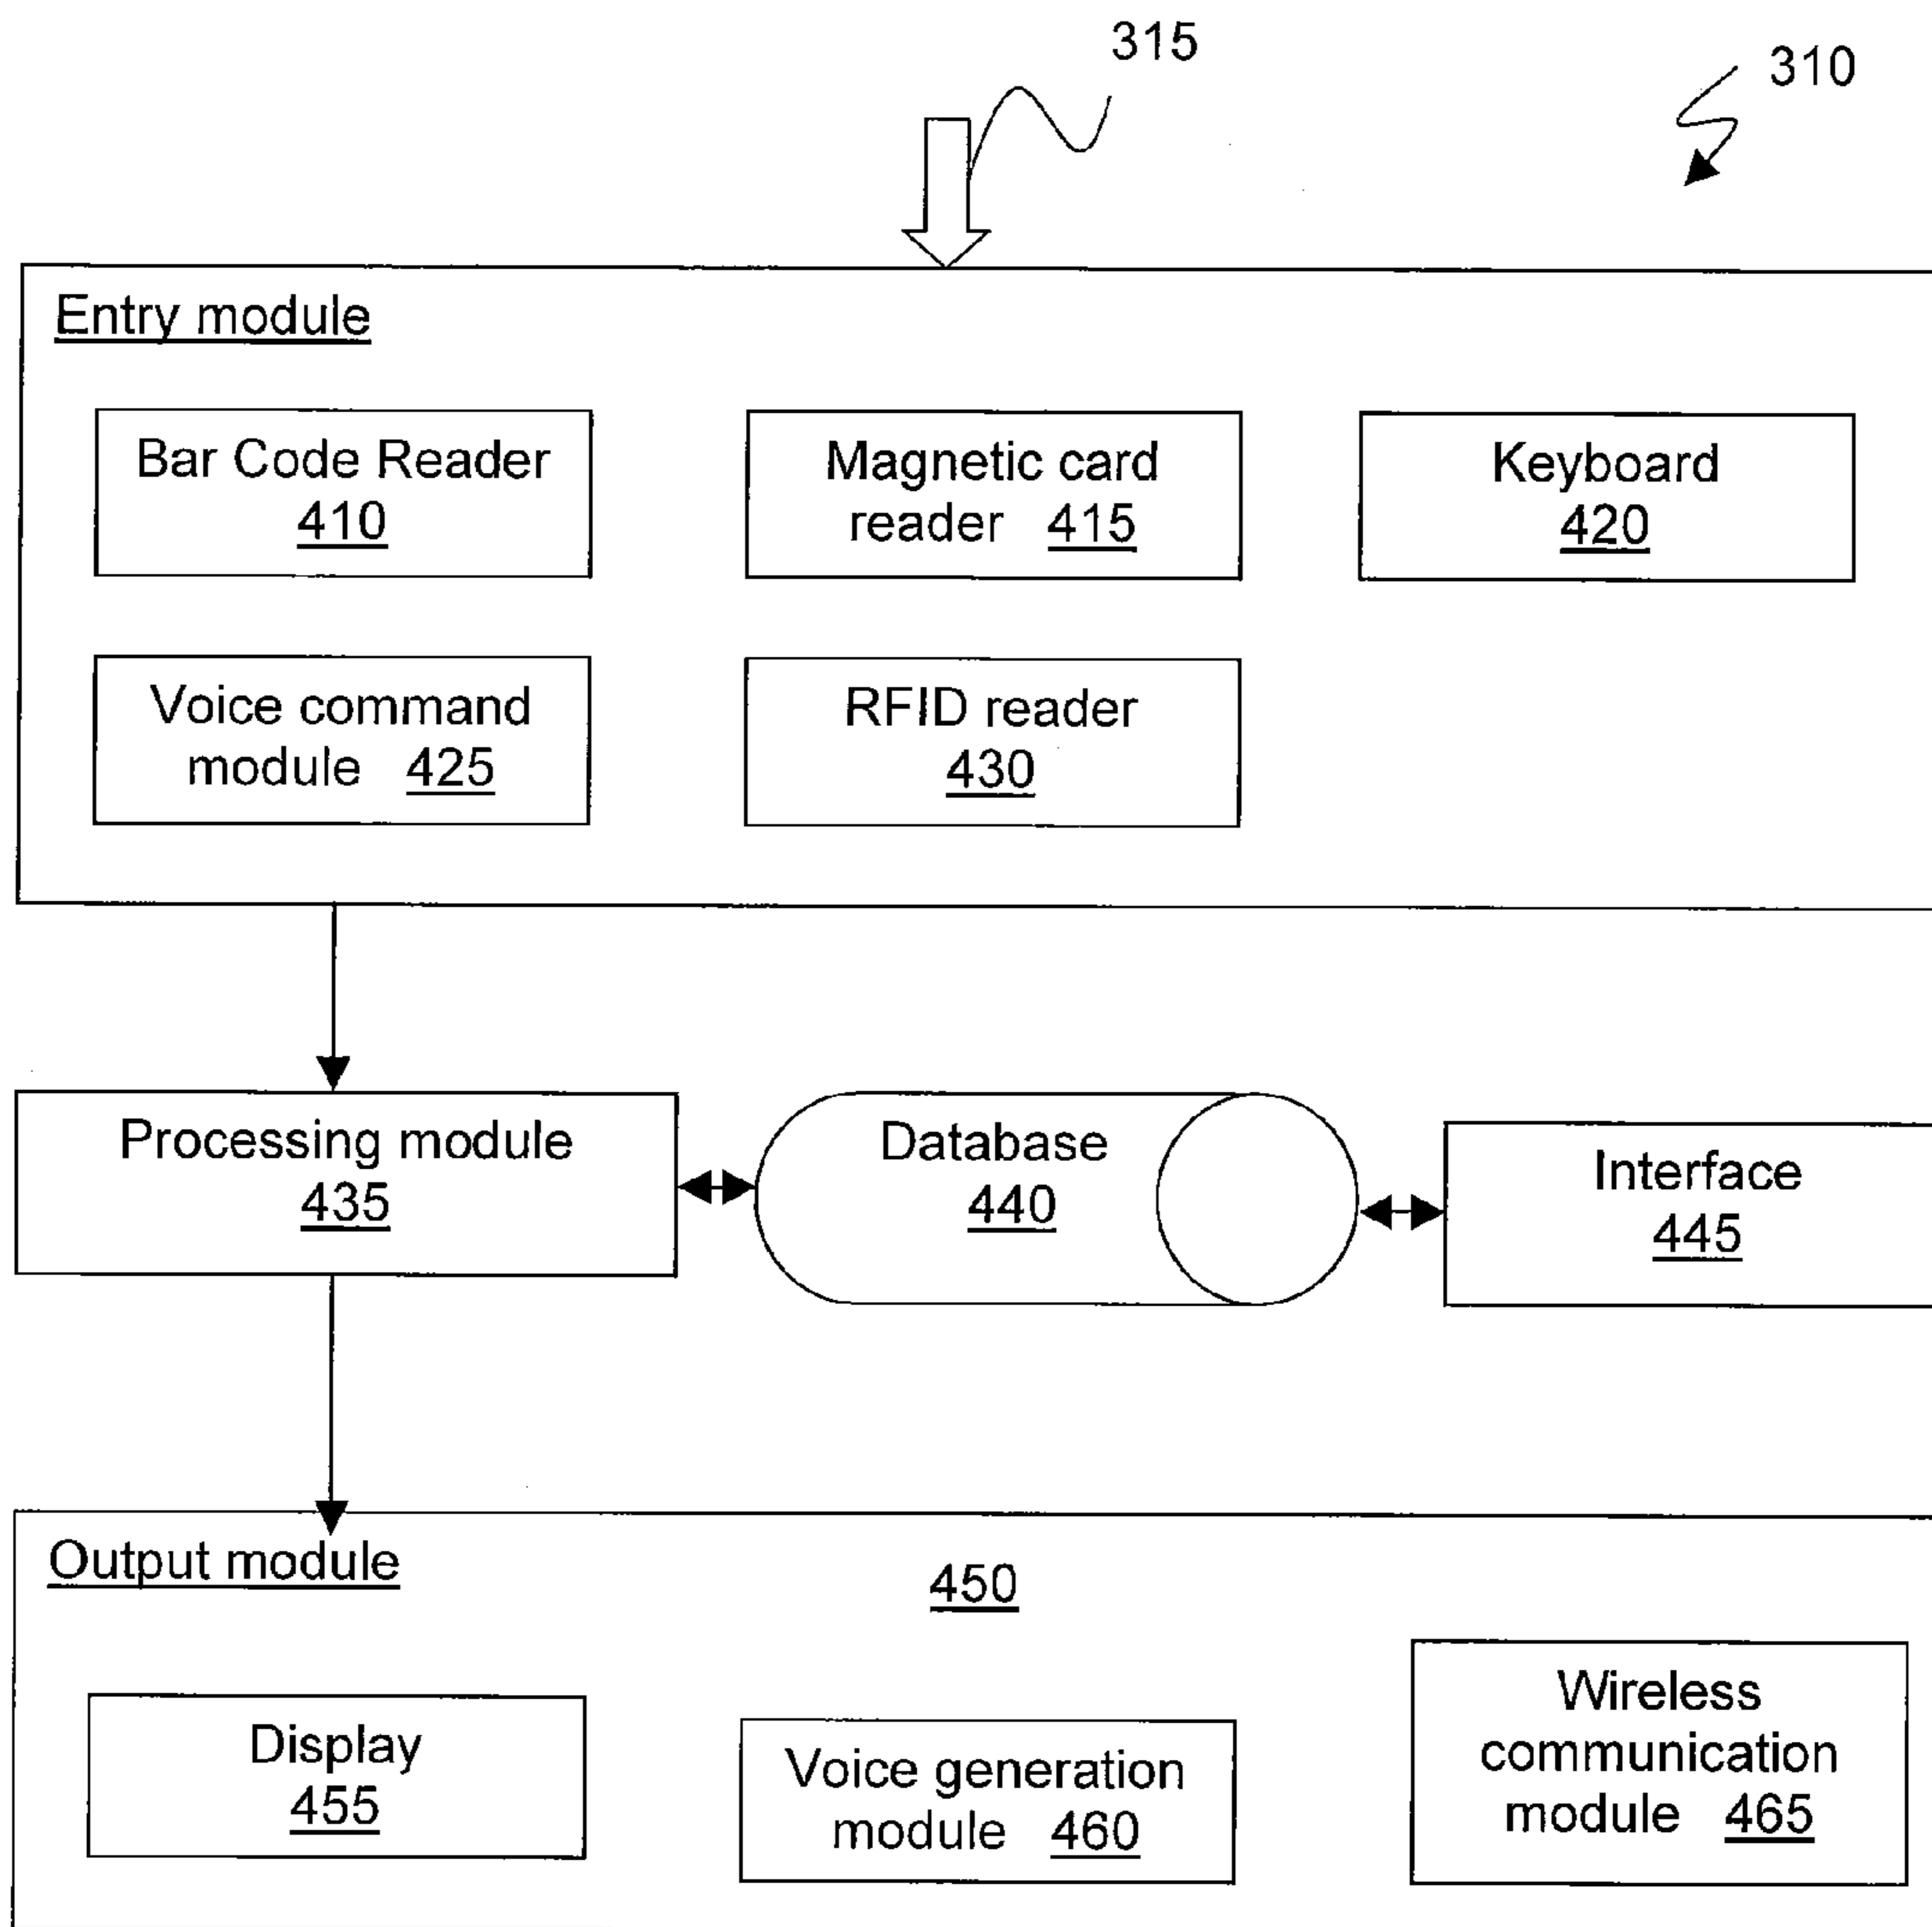 315
310
Entry module
Bar Code Reader
410
Magnetic card
reader 415
Keyboard
420
Voice command
module 425
RFID reader
430
Processing module
435
Database
440
Interface
445
Output module
450
Display
455
Voice generation
module 460
Wireless
communication
module 465